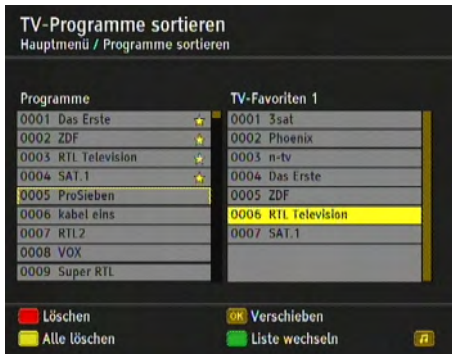 TV-Programme sortieren
Hauptmenü / Programme sortieren
Programme
0001 Das Erste
0002 ZDF
0003 RTL Television
0004 SAT.1
0005 ProSieben
0006 kabel eins
0007 RTL2
0008 VOX
0009 Super RTL
TV-Favoriten 1
0001 3sat
0002 Phoenix
0003 n-tv
0004 Das Erste
0005 ZDF
0006 RTL Television
0007 SAT.1
Löschen
OK Verschieben
Alle löschen
Liste wechseln